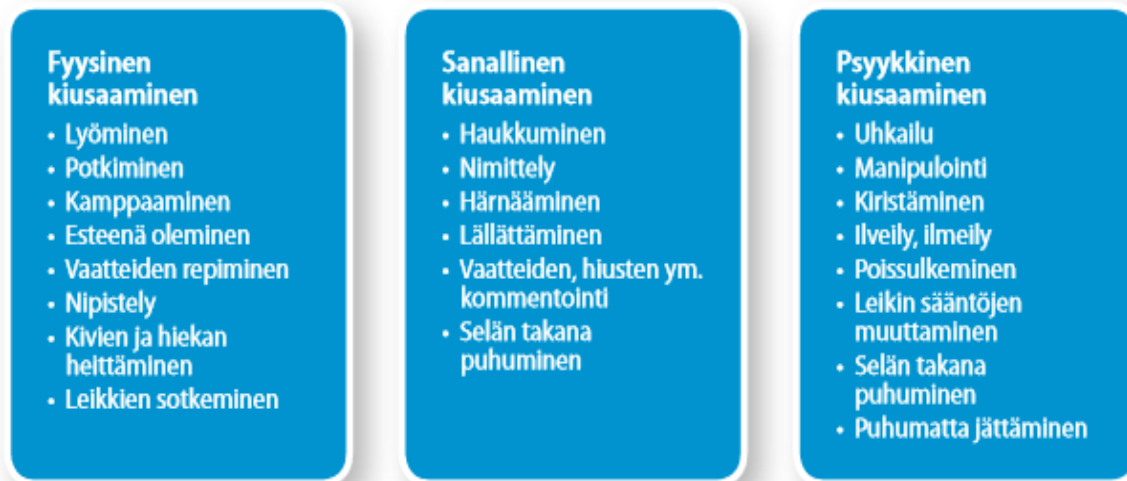 Fyysinen
kiusaaminen
• Lyöminen
• Potkiminen
• Kamppaaminen
• Esteenä oleminen
• Vaatteiden repiminen
• Nipistely
• Kivien ja hiekan
heittäminen
• Leikkien sotkeminen
Sanallinen
kiusaaminen
• Haukkuminen
• Nimittely
• Härnääminen
• Lällättäminen
• Vaatteiden, hiusten ym.
kommentointi
• Selän takana
puhuminen
Psyykkinen
kiusaaminen
• Uhkailu
• Manipulointi
• Kiristäminen
• Ilveily, ilmeily
• Poissulkeminen
• Leikin sääntöjen
muuttaminen
• Selän takana
puhuminen
• Puhumatta jättäminen